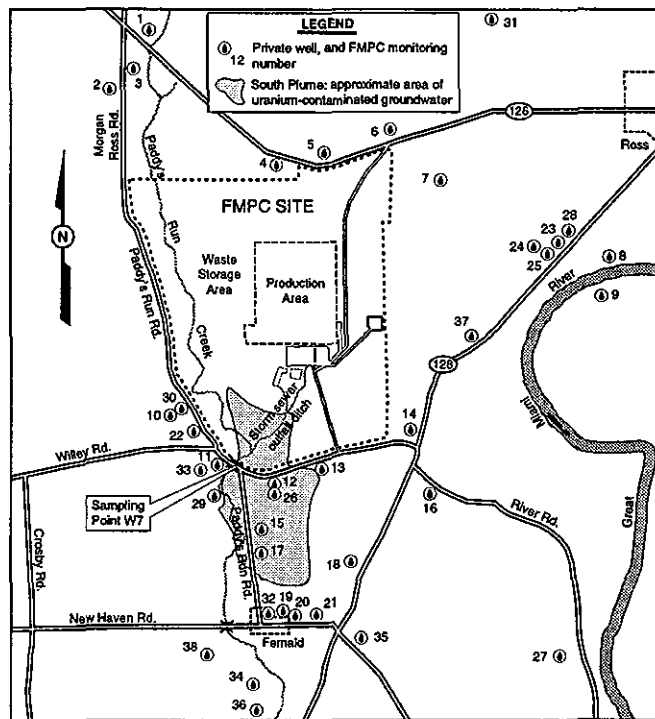 LEGEND
Private well, and FMPC monitoring
12 number
South Plume: approximate area of
uranium-contaminated groundwater
1
31
2
3
Morgan
Ross Rd.
Paddy's
Run
Creek
4
5
6
126
Ross
7
FMPC SITE
Waste
Storage
Area
Production
Area
Paddy's Run Rd.
28
23
24
25
8
River
9
37
128
Miami
Great
Storm sewer
outfall ditch
30
10
22
14
Willey Rd.
11
33
13
12
26
29
Sampling
Point W7
16
River Rd.
Crosby Rd.
Paddy's Run Rd.
15
17
18
New Haven Rd.
32
19
20
21
Fernald
35
38
34
36
27